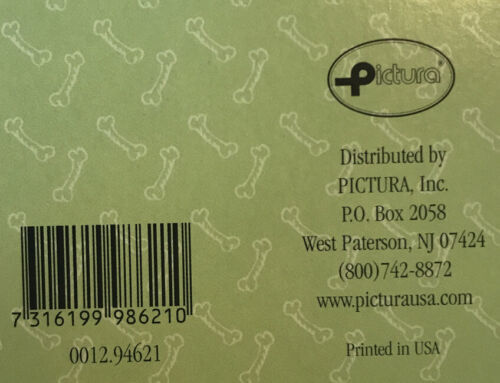 Pictura
Distributed by
PICTURA, Inc.
P.O. Box 2058
West Paterson, NJ 07424
(800)742-8872
www.picturausa.com
Printed in USA
7 316199 986210
0012.94621